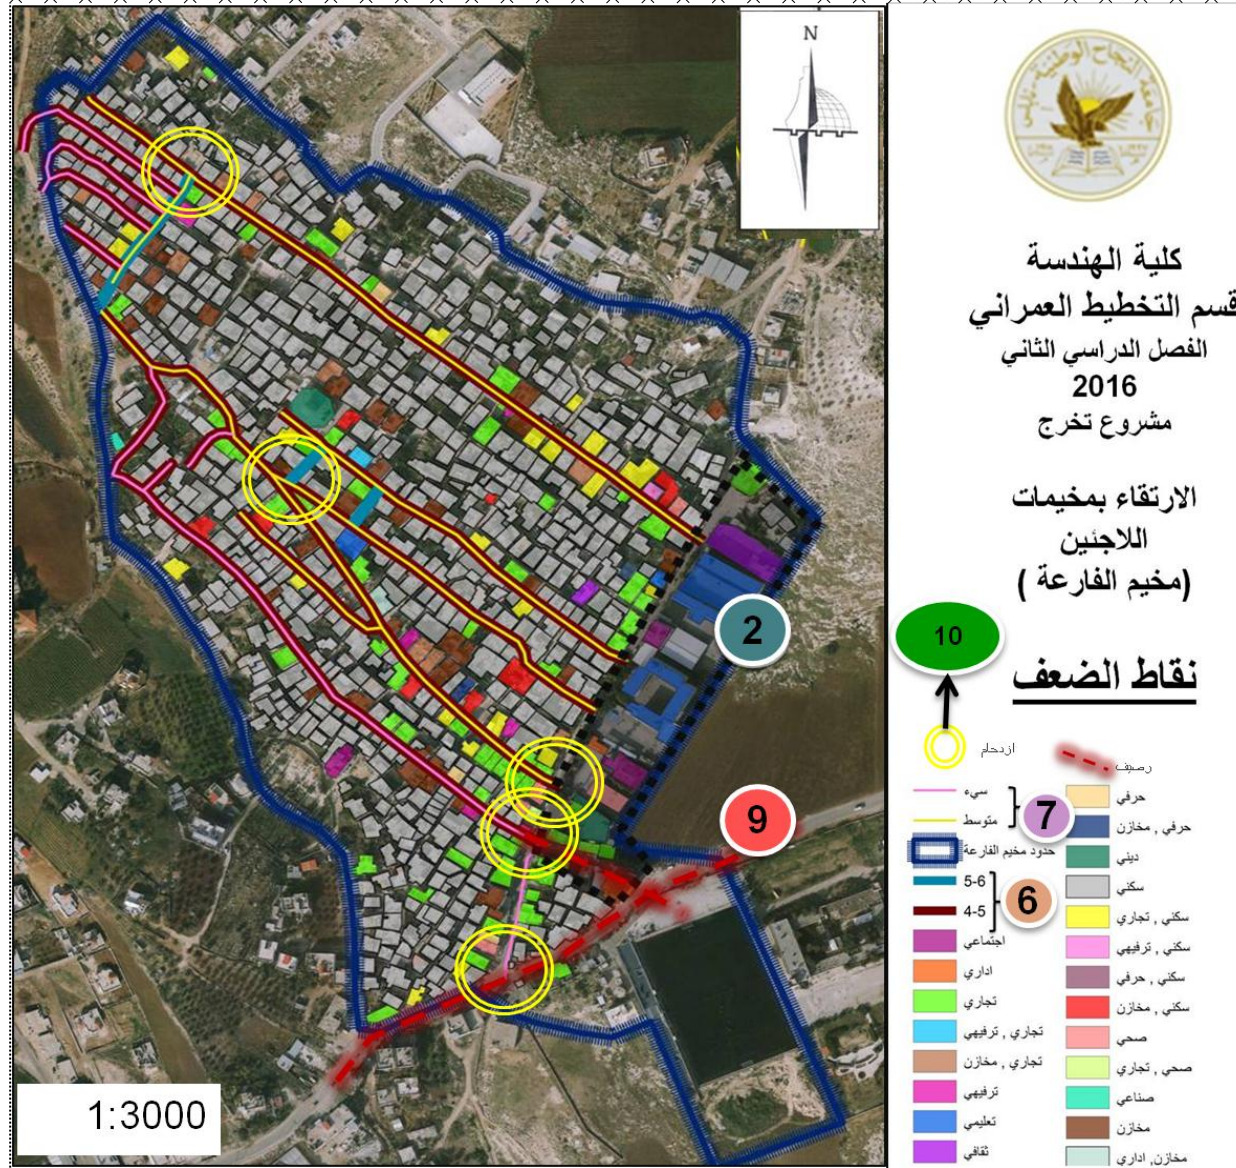 N
كلية الهندسة
قسم التخطيط العمراني
الفصل الدراسي الثاني
2016
مشروع تخرج
الارتقاء بمخيمات
اللاجئين
(مخيم الفارعة )
نقاط الضعف
2
9
10
ازدحام
رصيف
سيء
متوسط
7
حدود مخيم الفارعة
5-6
4-5
6
اجتماعي
اداري
تجاري
تجاري , ترفيهي
تجاري , مخازن
ترفيهي
تعليمي
ثقافي
حرفي
حرفي , مخازن
ديني
سكني
سكني , تجاري
سكني , ترفيهي
سكني , حرفي
سكني , مخازن
صحي
صحي , تجاري
صناعي
مخازن
مخازن, اداري
1:3000